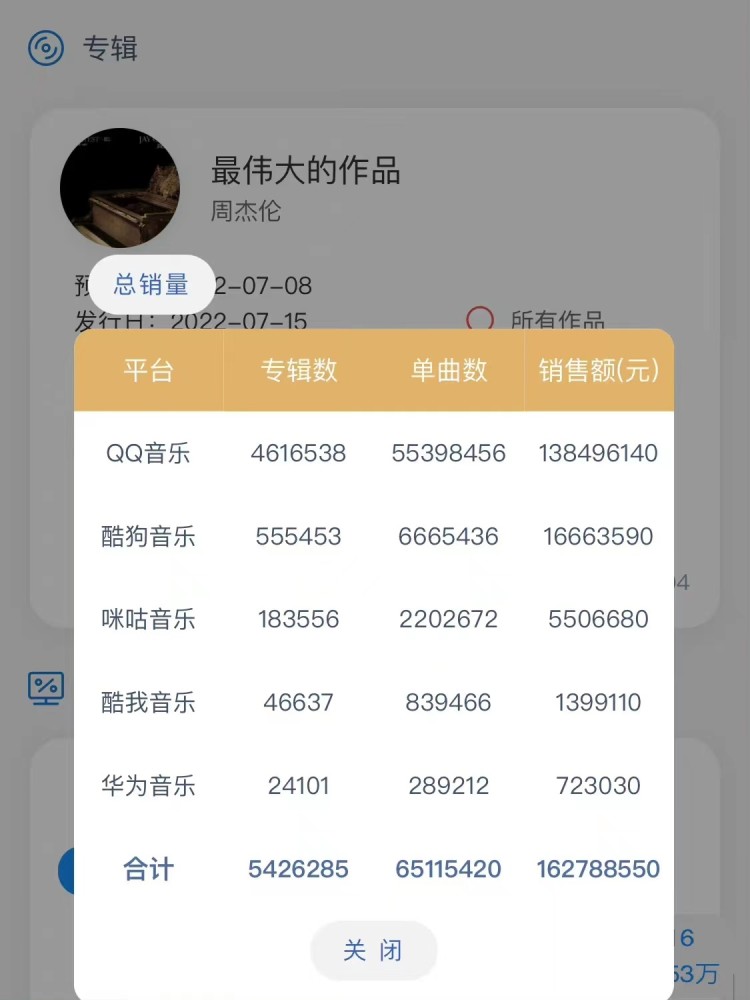 专辑
最伟大的作品
周杰伦
预
2-07-08
总销量
发行日：2022-07-15
所有作品
平台 专辑数 单曲数 销售额(元)
QQ音乐 4616538 55398456 138496140
酷狗音乐 555453 6665436 16663590
咪咕音乐 183556 2202672 5506680
酷我音乐 46637 839466 1399110
华为音乐 24101 289212 723030
合计 5426285 65115420 162788550
关 闭
04
6
53万